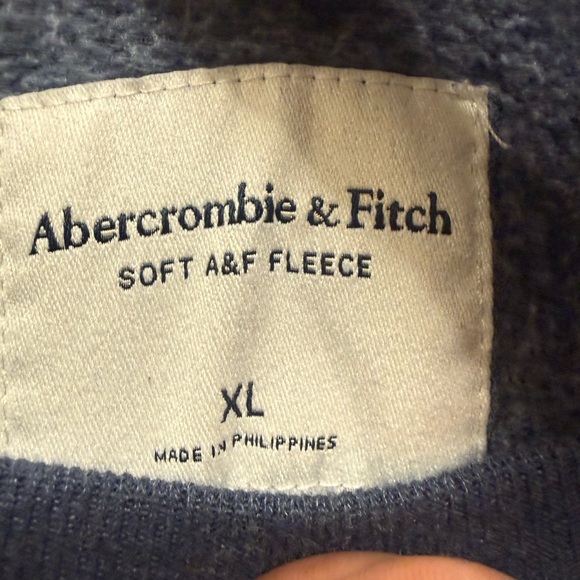 Abercrombie & Fitch
SOFT A&F FLEECE
XL
MADE IN PHILIPPINES